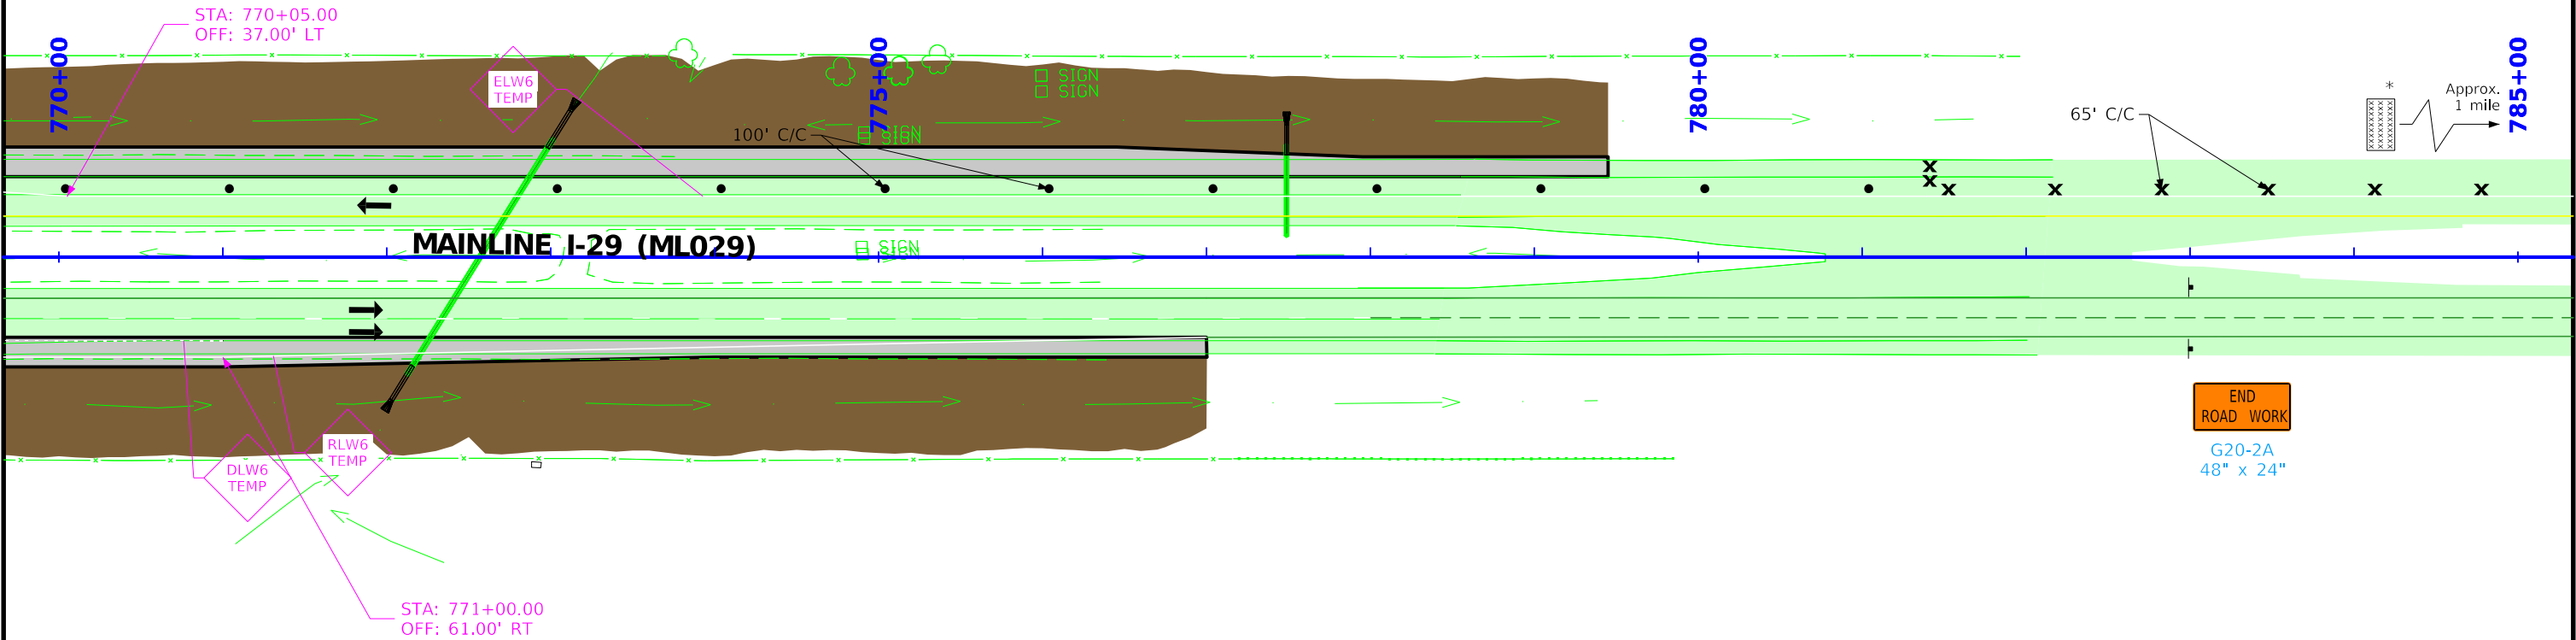 STA: 770+05.00
OFF: 37.00' LT
770+00
ELW6
TEMP
775+00
SIGN
SIGN
780+00
785+00
*
Approx.
1 mile
65' C/C
100' C/C
SIGN
SIGN
MAINLINE I-29 (ML029)
SIGN
SIGN
END
ROAD WORK
G20-2A
48" x 24"
RLW6
TEMP
DLW6
TEMP
STA: 771+00.00
OFF: 61.00' RT